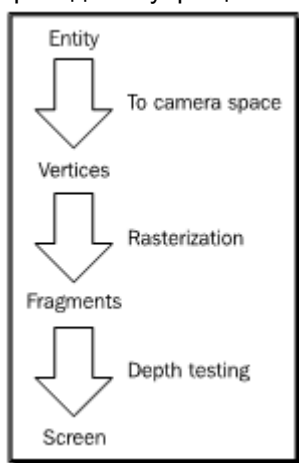 Entity
To camera space
Vertices
Rasterization
Fragments
Depth testing
Screen